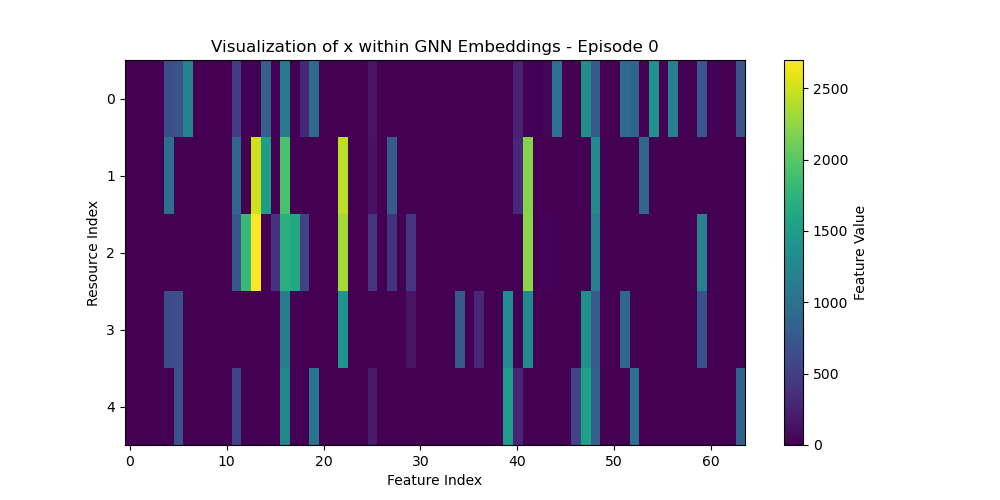 Visualization of x within GNN Embeddings - Episode 0
Resource Index
0
1
2
3
4
0 10 20 30 40 50 60
Feature Index
2500
2000
1500
1000
500
0
Feature Value